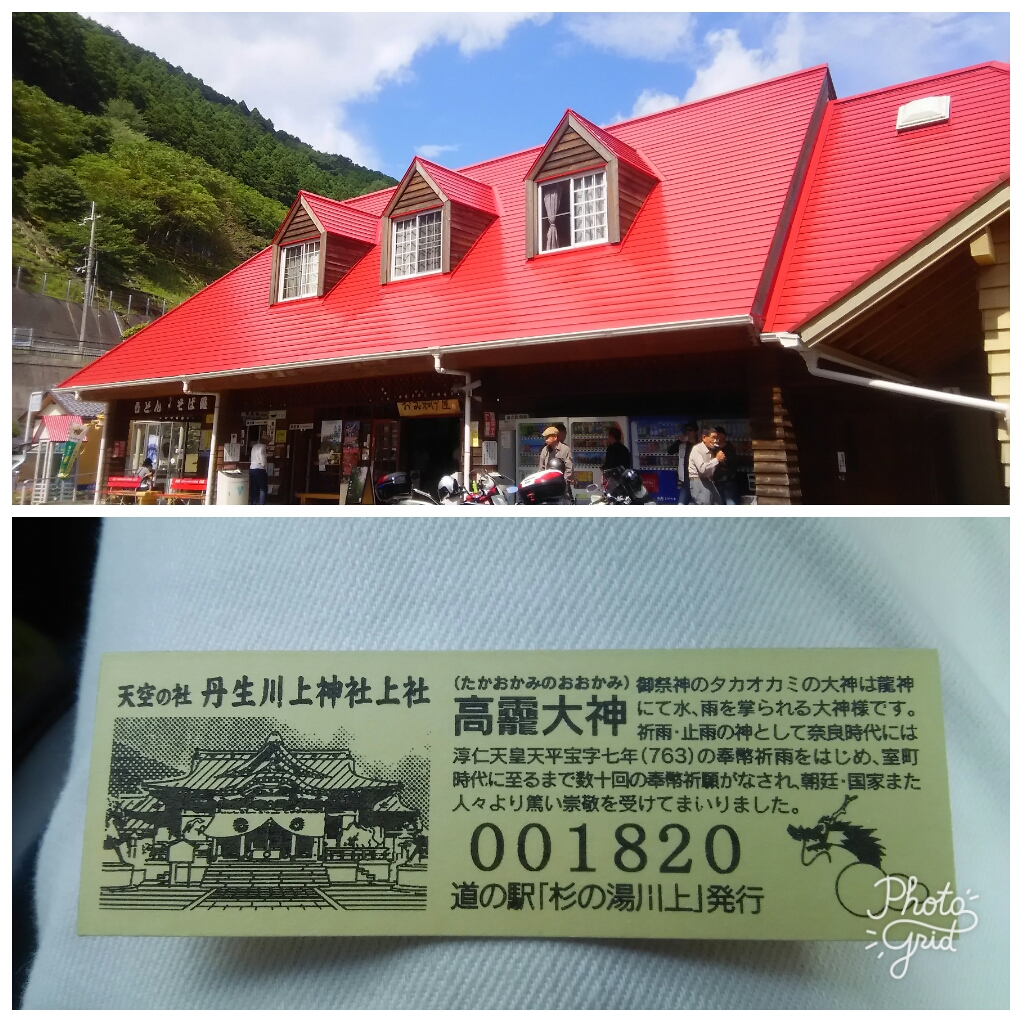 うどん・そば処
おみやげ処
天空の社 丹生川上神社上社
(たかおかみのおおかみ)
高龗大神
御祭神のタカオカミの大神は龍神
にて水、雨を掌られる大神様です。
祈雨・止雨の神として奈良時代には
淳仁天皇天平宝字七年(763)の奉幣祈雨をはじめ、室町
時代に至るまで数十回の奉幣祈願がなされ、朝廷・国家また
人々より篤い崇敬を受けてまいりました。
001820
道の駅「杉の湯川上」発行
Photo
Grid